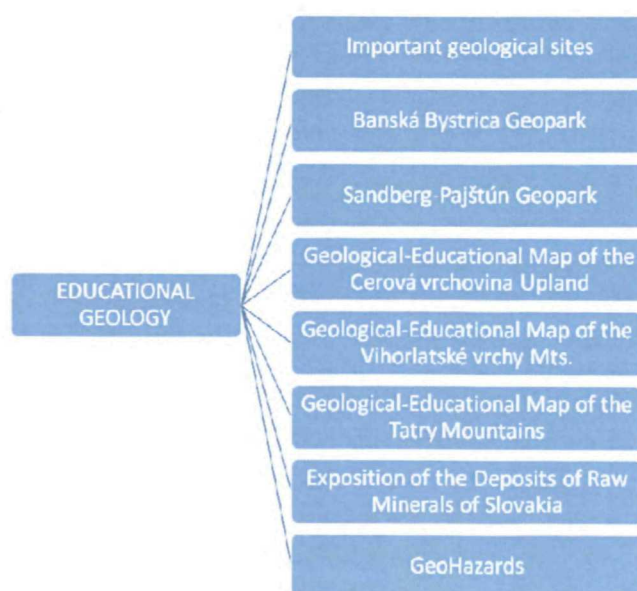 Important geological sites
Banská Bystrica Geopark
Sandberg-Pajštún Geopark
Geological-Educational Map of the
Cerová vrchovina Upland
EDUCATIONAL
GEOLOGY
Geological-Educational Map of the
Vihorlatské vrchy Mts.
Geological-Educational Map of the
Tatry Mountains
Exposition of the Deposits of Raw
Minerals of Slovakia
GeoHazards